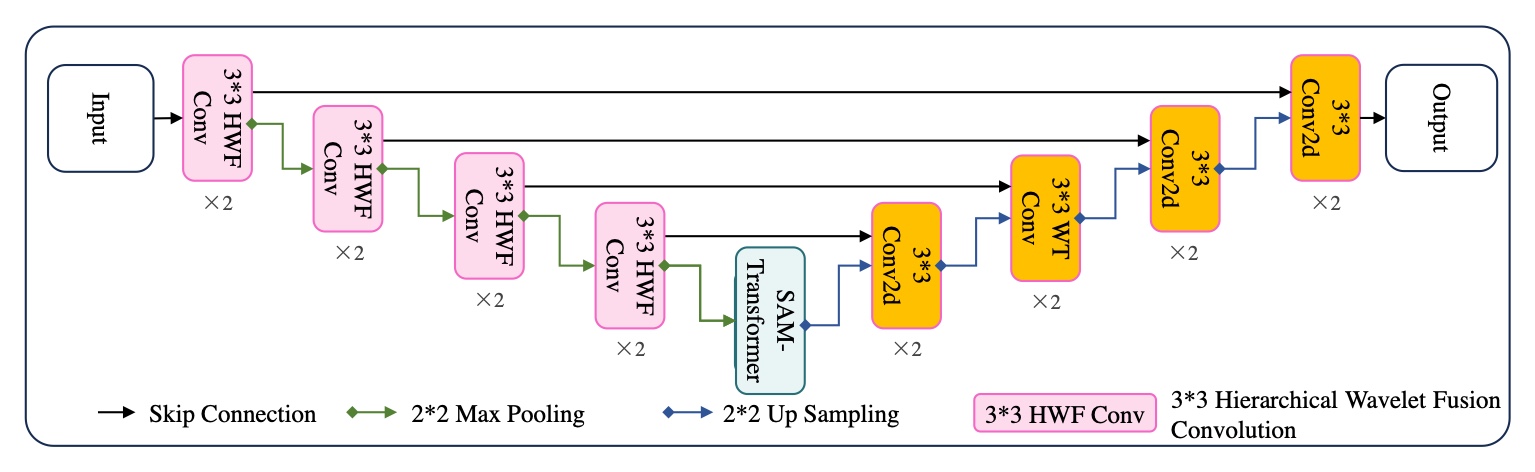 Input
3*3 HWF
Conv
×2
3*3 HWF
Conv
×2
3*3 HWF
Conv
×2
3*3 HWF
Conv
×2
SAM-
Transformer
3*3
Conv2d
×2
3*3 WT
Conv
×2
3*3
Conv2d
×2
3*3
Conv2d
×2
Output
Skip Connection
2*2 Max Pooling
2*2 Up Sampling
3*3 HWF Conv
3*3 Hierarchical Wavelet Fusion
Convolution